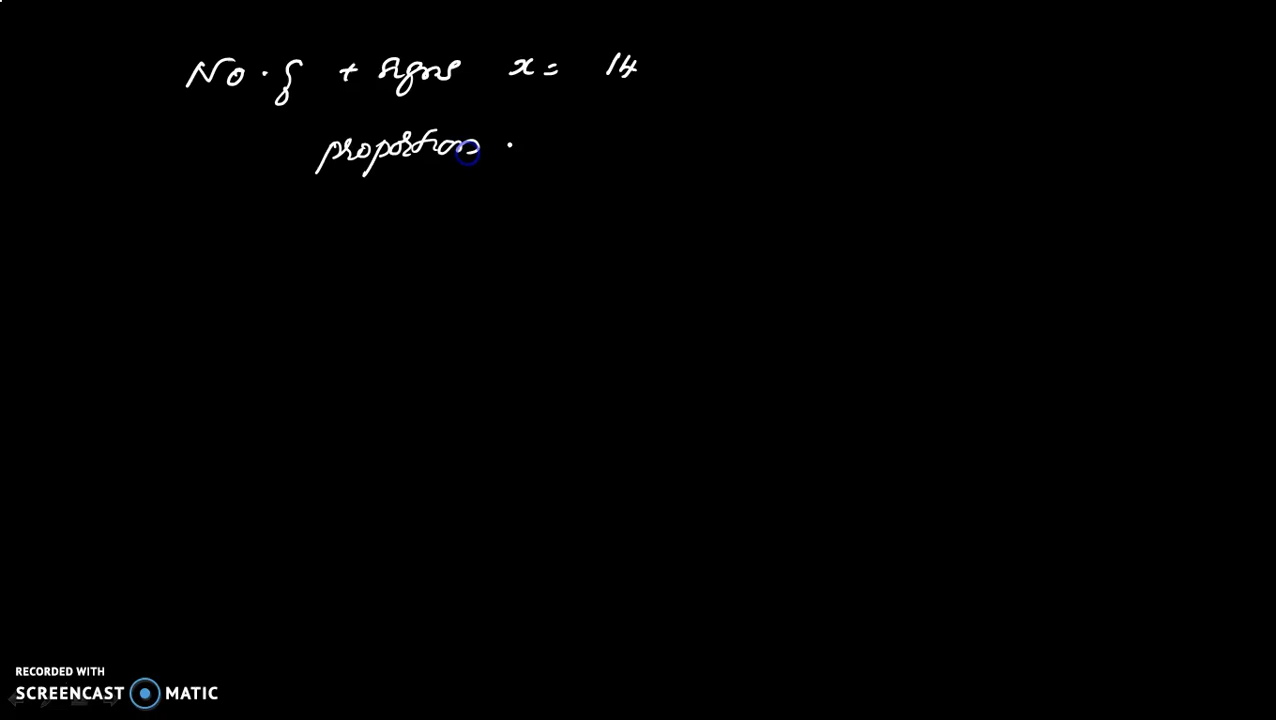 No. of + signs x = 14
proportion .
RECORDED WITH
SCREENCAST MATIC